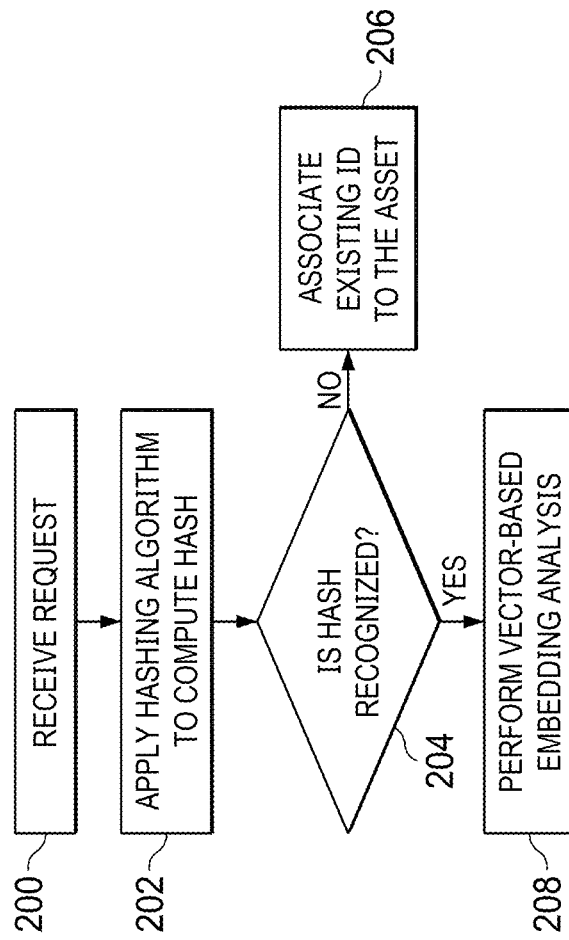 200
RECEIVE REQUEST
202
APPLY HASHING ALGORITHM
TO COMPUTE HASH
IS HASH
RECOGNIZED?
204
NO
ASSOCIATE
EXISTING ID
TO THE ASSET
206
YES
208
PERFORM VECTOR-BASED
EMBEDDING ANALYSIS